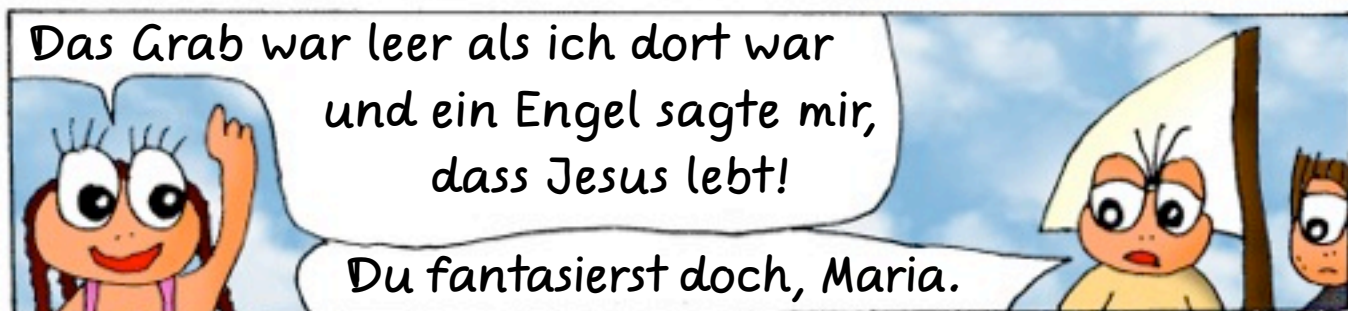 Das Grab war leer als ich dort war
und ein Engel sagte mir,
dass Jesus lebt!
Du fantasierst doch, Maria.